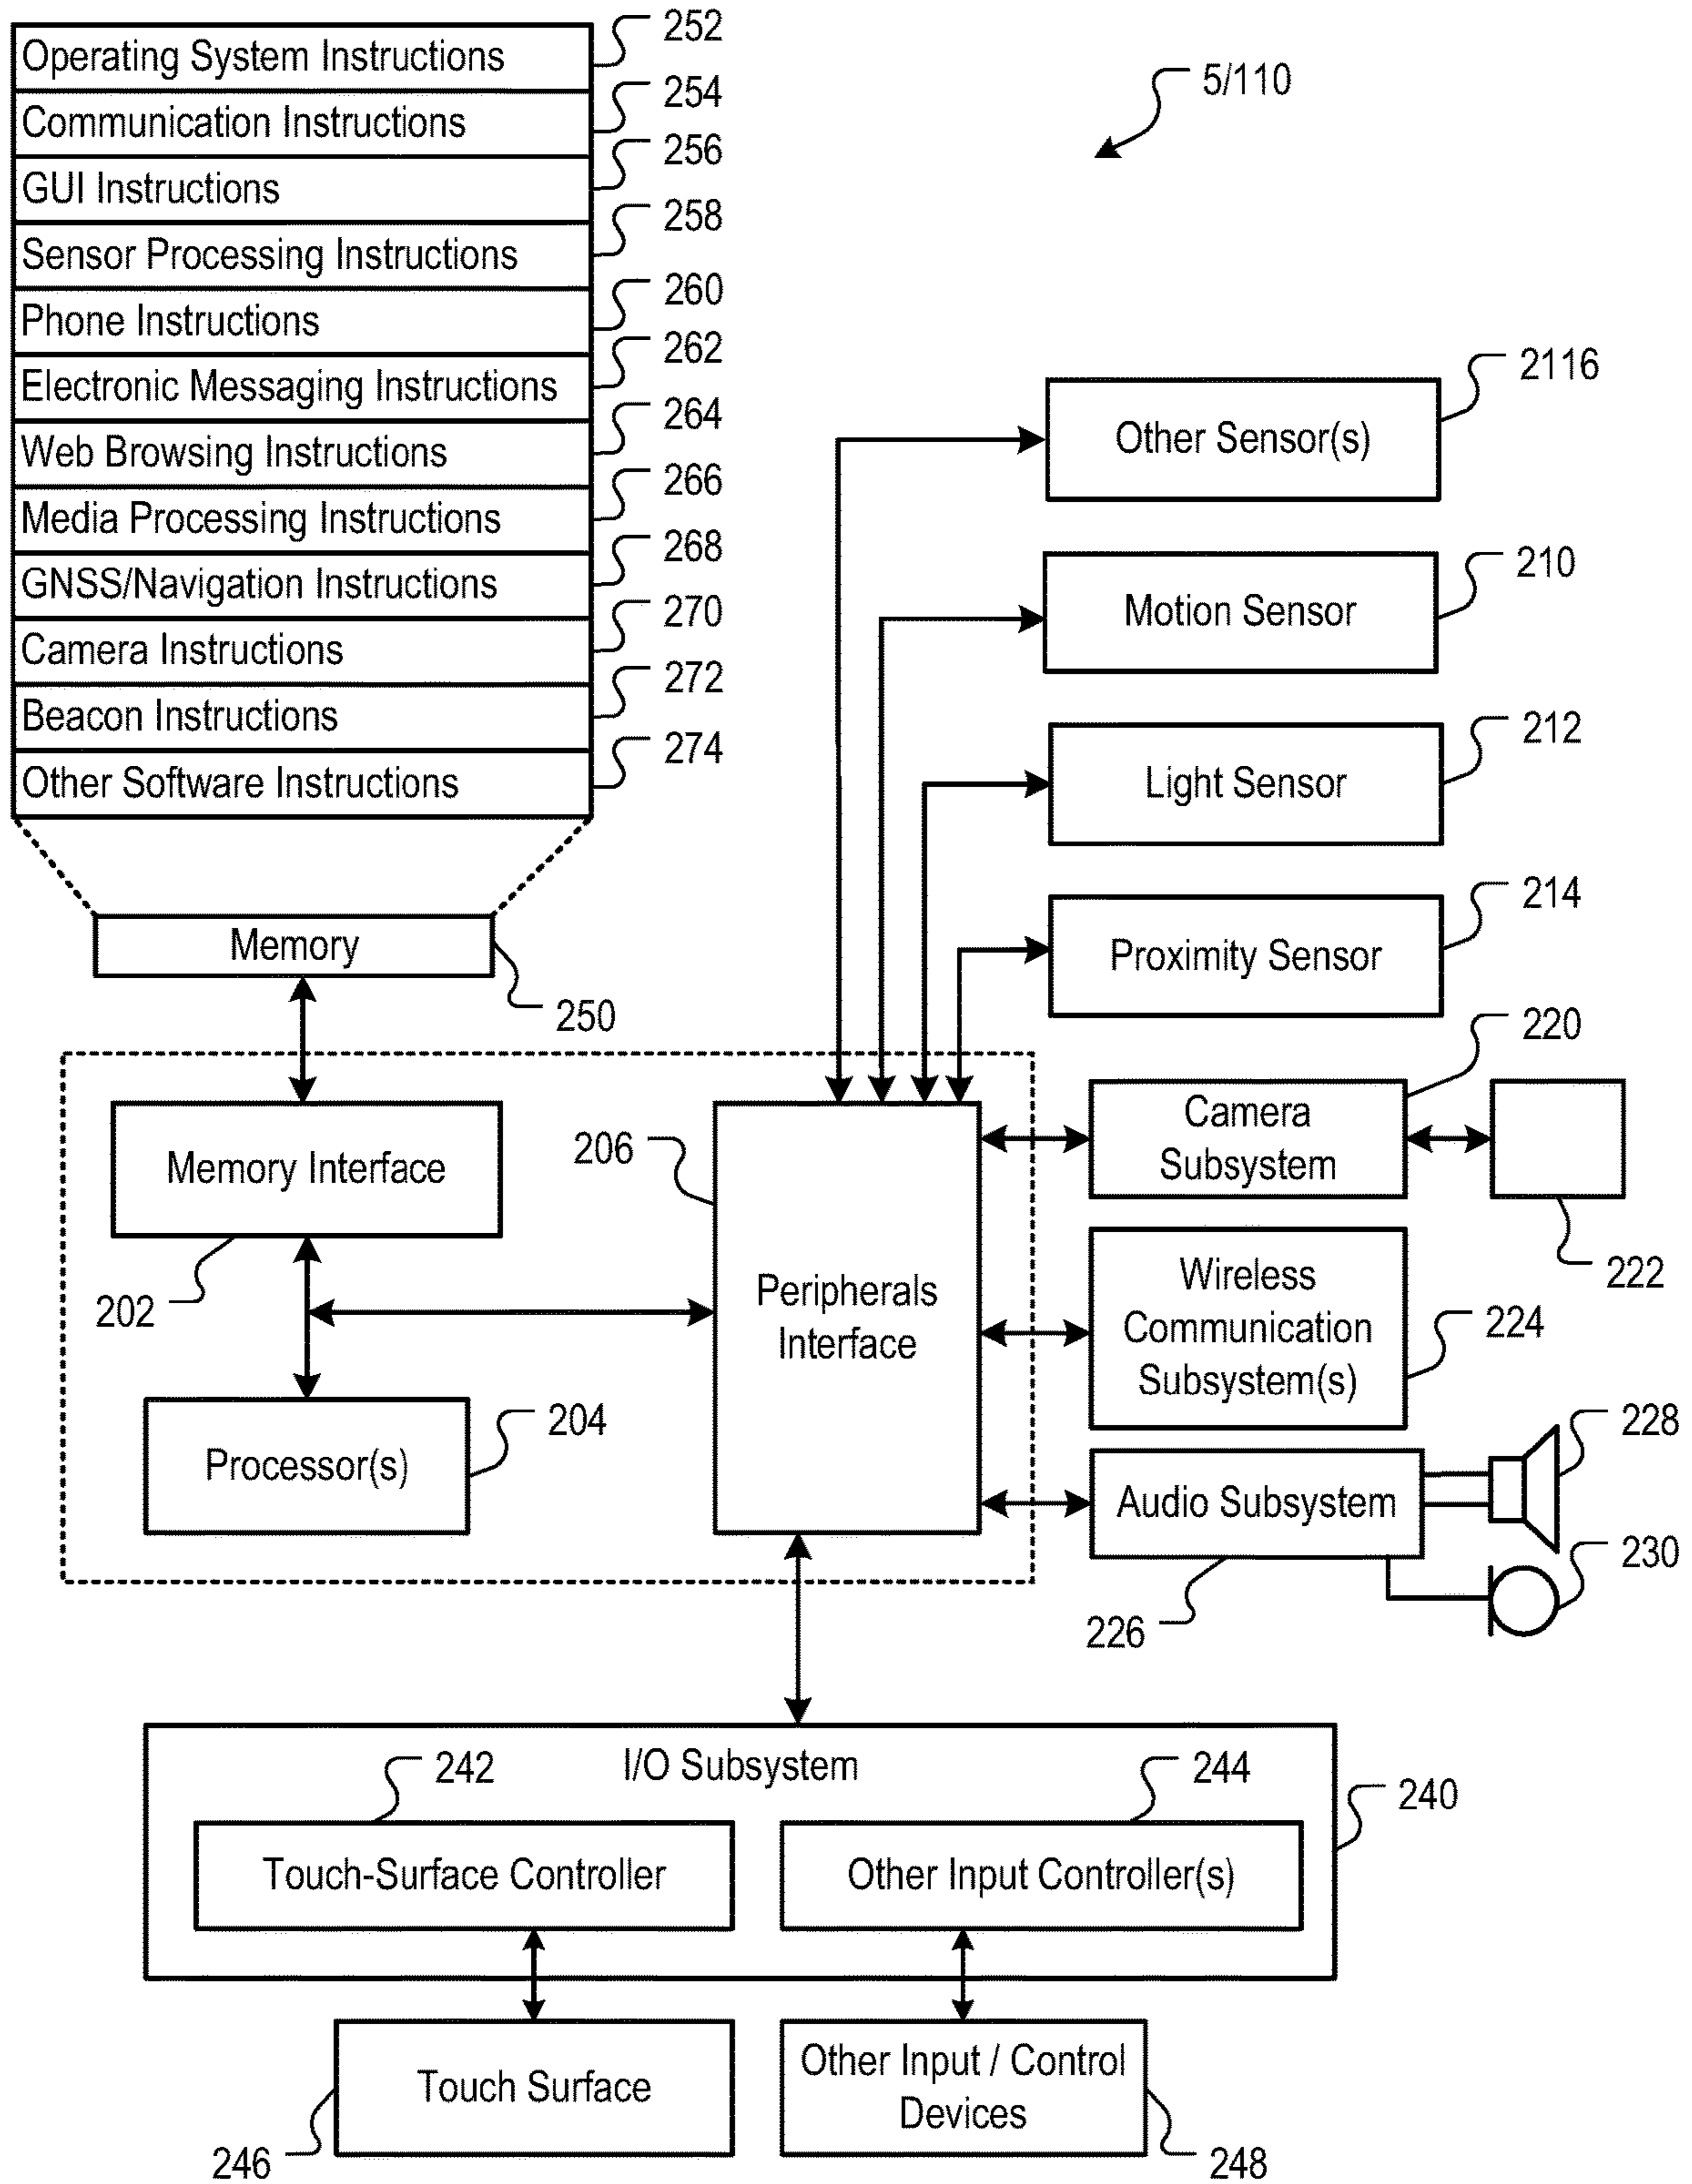 Operating System Instructions
252
Communication Instructions
254
GUI Instructions
256
Sensor Processing Instructions
258
Phone Instructions
260
Electronic Messaging Instructions
262
Web Browsing Instructions
264
Media Processing Instructions
266
GNSS/Navigation Instructions
268
Camera Instructions
270
Beacon Instructions
272
Other Software Instructions
274
Memory
250
5/110
Other Sensor(s)
2116
Motion Sensor
210
Light Sensor
212
Proximity Sensor
214
Memory Interface
202
Processor(s)
204
206
Peripherals
Interface
Camera
Subsystem
220
222
Wireless
Communication
Subsystem(s)
224
Audio Subsystem
226
228
230
I/O Subsystem
240
242
Touch-Surface Controller
244
Other Input Controller(s)
Touch Surface
246
Other Input / Control
Devices
248